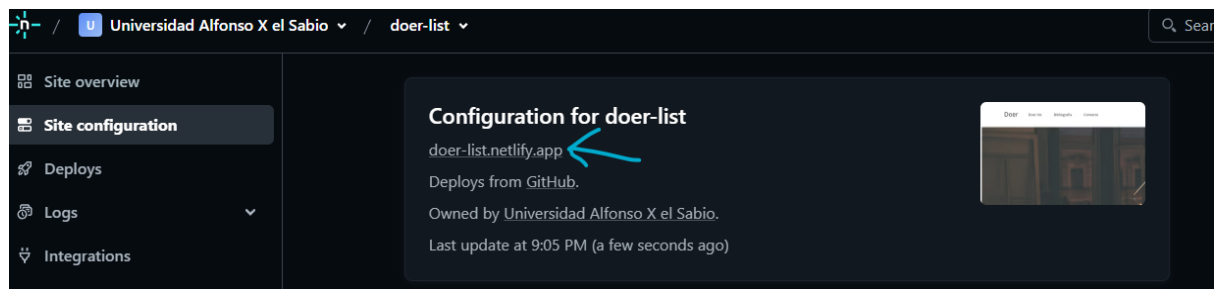 n / U Universidad Alfonso X el Sabio / doer-list
Sear
Site overview
Site configuration
Deploys
Logs
Integrations
Configuration for doer-list
doer-list.netlify.app
Deploys from GitHub.
Owned by Universidad Alfonso X el Sabio.
Last update at 9:05 PM (a few seconds ago)
Doer